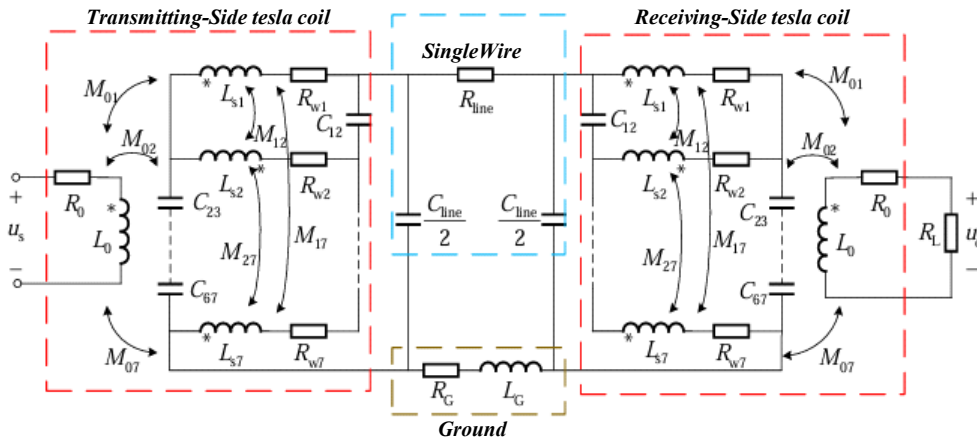 Transmitting-Side tesla coil
Receiving-Side tesla coil
SingleWire
M01
* Ls1
Rw1
C12
M12
M02
Ls2 *
Rw2
R0
+
us
−
* L0
C23
M17
M27
C67
* Ls7
Rw7
M07
Rline
Cline/2
Cline/2
RG
LG
Ground
C12
* Ls1
Rw1
M01
M12
M02
Ls2 *
Rw2
C23
M17
M27
C67
* Ls7
Rw7
M07
* L0
R0
RL
+
−